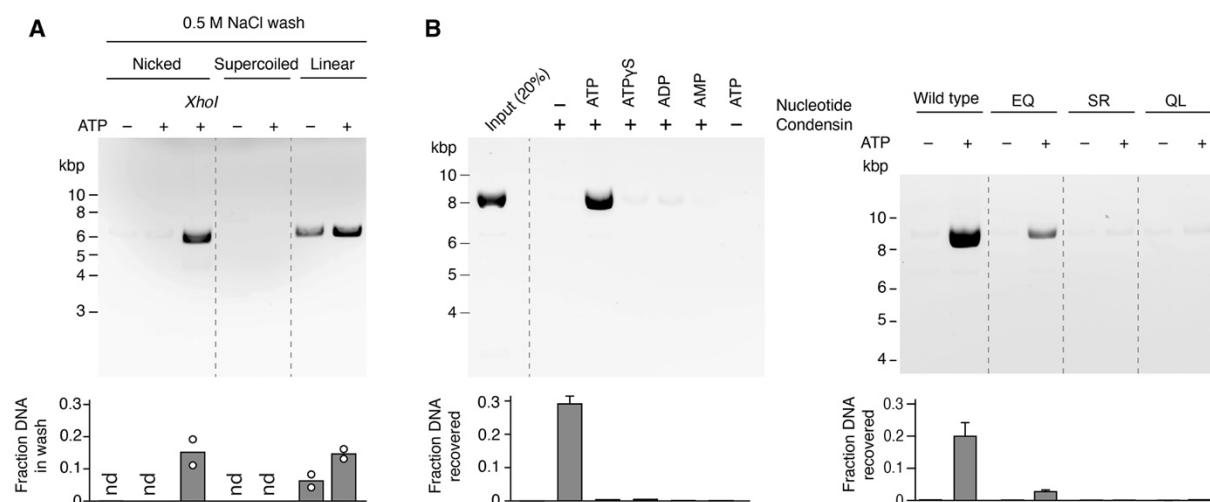 A
0.5 M NaCl wash
Nicked Supercoiled Linear
XhoI
ATP − + + − + − +
kbp
10
8
6
5
4
3
Fraction DNA
in wash
0.3
0.2
0.1
0
nd nd nd nd
B
Input (20%) − ATP ATPγS ADP AMP ATP Nucleotide
+ + + + + − Condensin
kbp
10
8
6
5
4
Fraction DNA
recovered
0.3
0.2
0.1
0
Wild type EQ SR QL
ATP − + − + − + − +
kbp
10
8
6
5
4
Fraction DNA
recovered
0.3
0.2
0.1
0